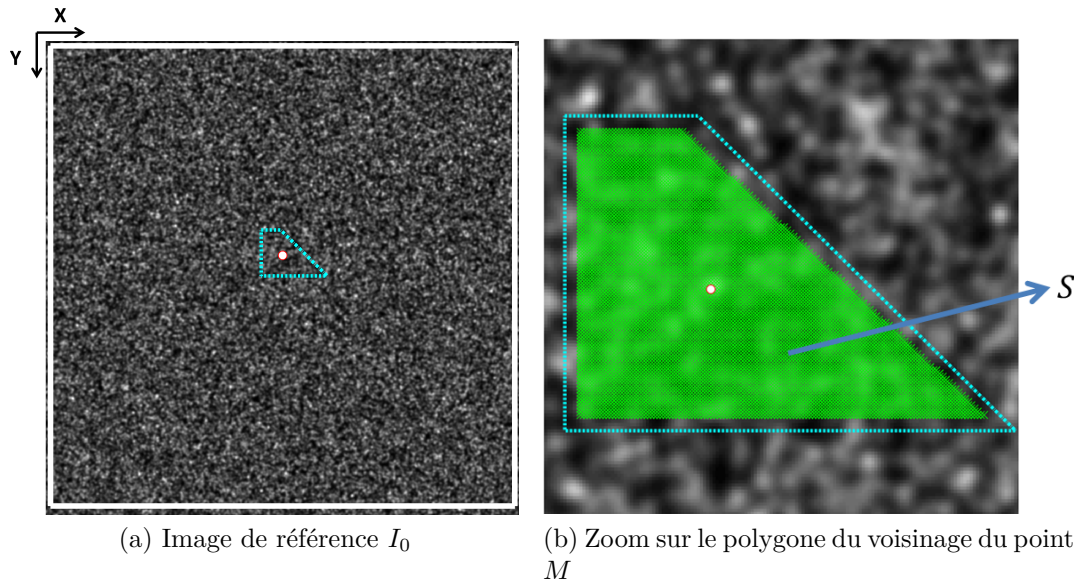 X
Y
S
(a) Image de référence I₀
(b) Zoom sur le polygone du voisinage du point
M